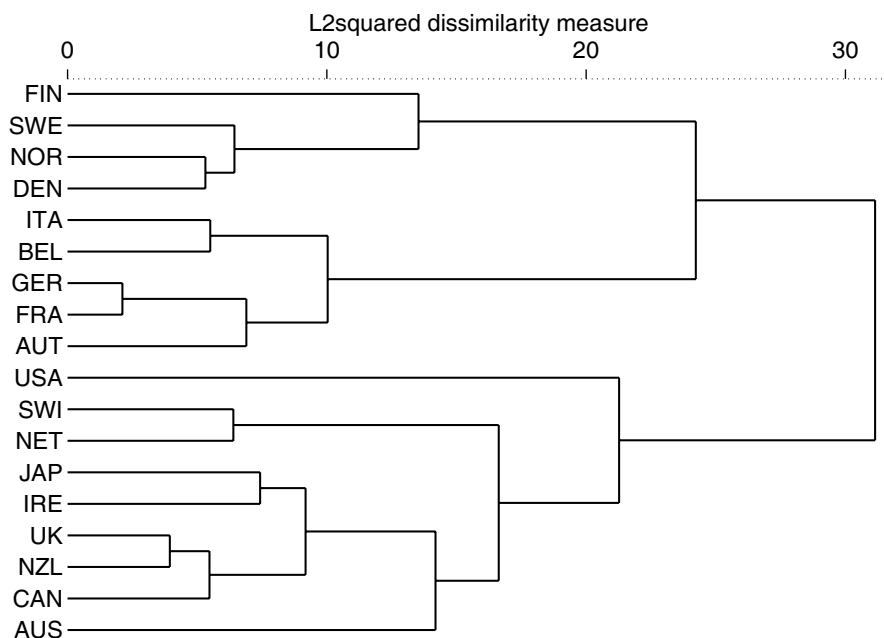 L2squared dissimilarity measure
0 10 20 30
FIN
SWE
NOR
DEN
ITA
BEL
GER
FRA
AUT
USA
SWI
NET
JAP
IRE
UK
NZL
CAN
AUS